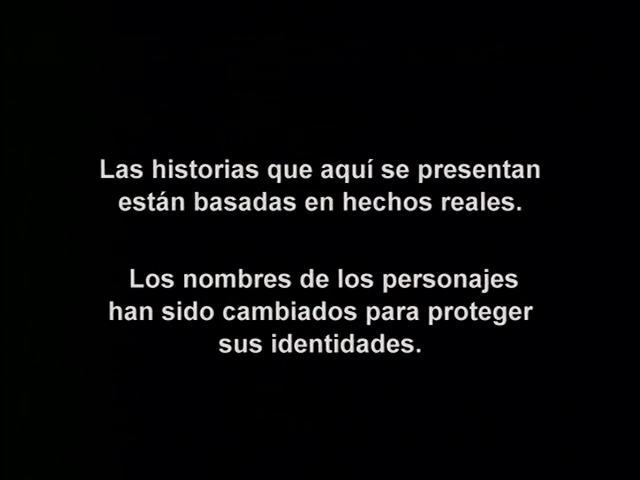 Las historias que aquí se presentan
están basadas en hechos reales.
Los nombres de los personajes
han sido cambiados para proteger
sus identidades.